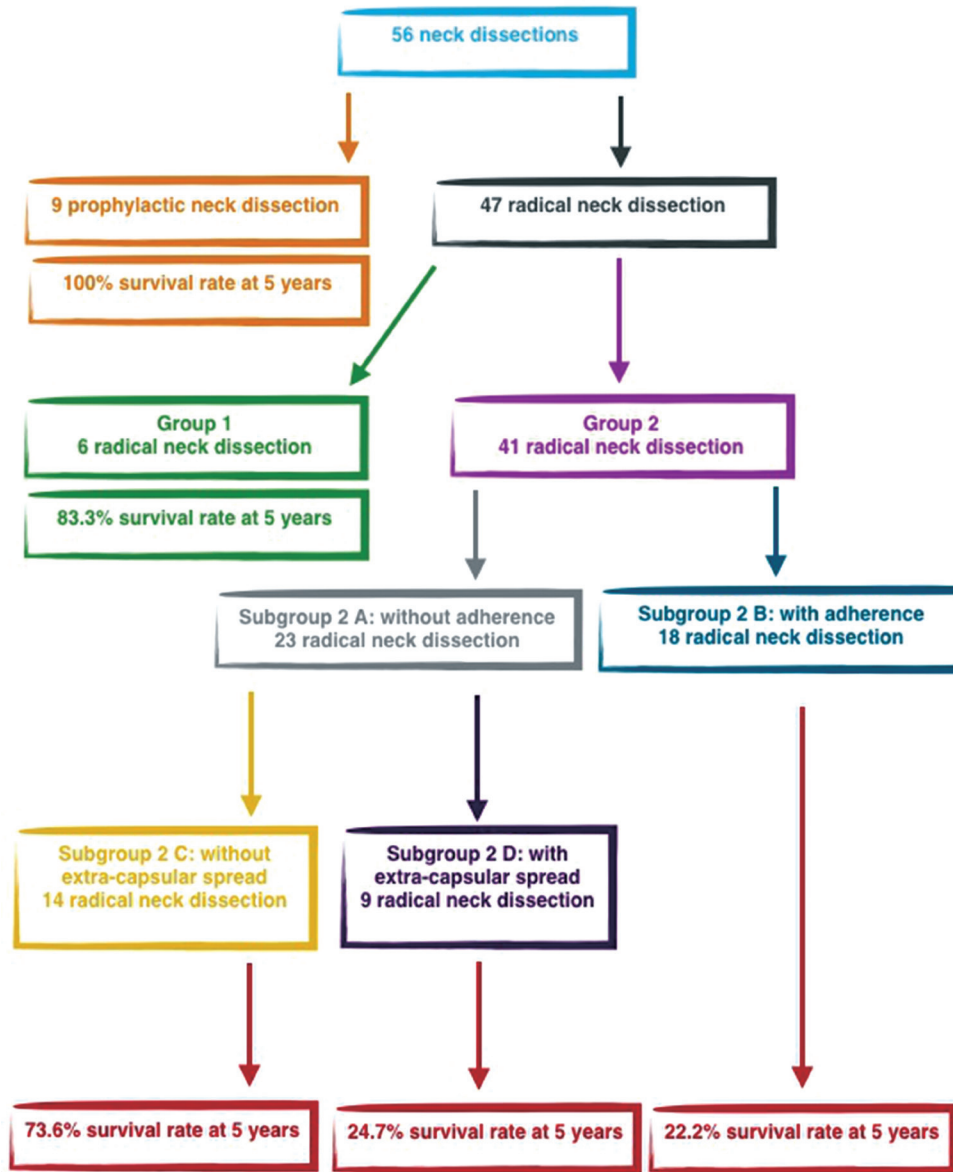 56 neck dissections
9 prophylactic neck dissection
47 radical neck dissection
100% survival rate at 5 years
Group 1
6 radical neck dissection
Group 2
41 radical neck dissection
83.3% survival rate at 5 years
Subgroup 2 A: without adherence
23 radical neck dissection
Subgroup 2 B: with adherence
18 radical neck dissection
Subgroup 2 C: without
extra-capsular spread
14 radical neck dissection
Subgroup 2 D: with
extra-capsular spread
9 radical neck dissection
73.6% survival rate at 5 years
24.7% survival rate at 5 years
22.2% survival rate at 5 years